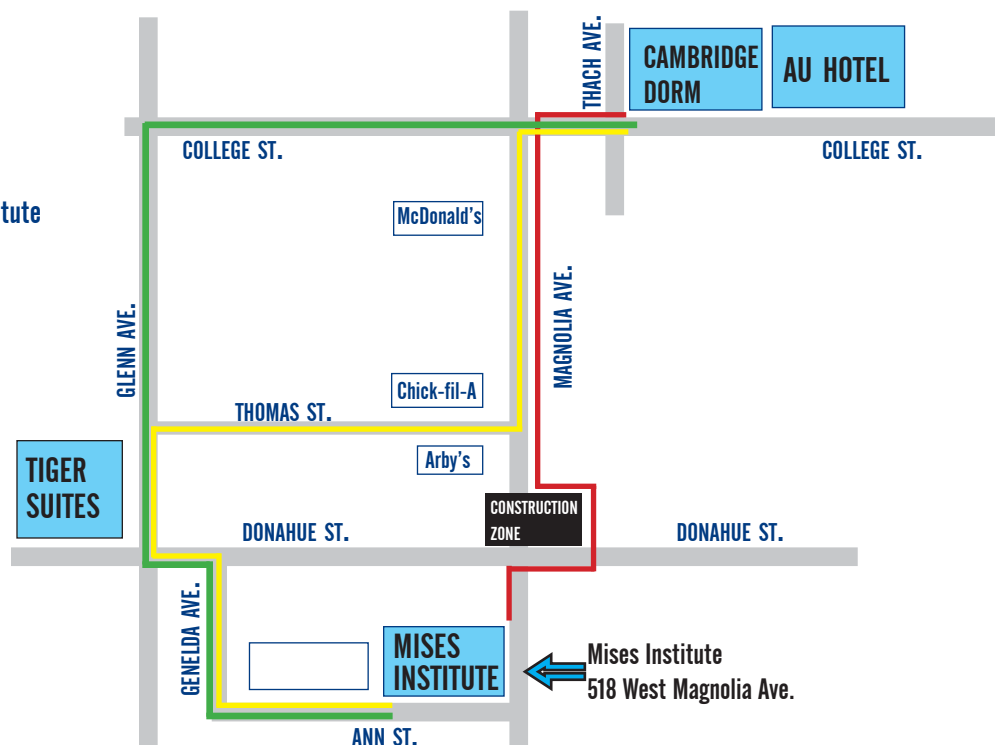 THACH AVE.
CAMBRIDGE
DORM
AU HOTEL
COLLEGE ST.
COLLEGE ST.
tute
McDonald's
GLENN AVE.
MAGNOLIA AVE.
Chick-fil-A
THOMAS ST.
Arby's
TIGER
SUITES
CONSTRUCTION
ZONE
DONAHUE ST.
DONAHUE ST.
GENELDA AVE.
MISES
INSTITUTE
Mises Institute
518 West Magnolia Ave.
ANN ST.